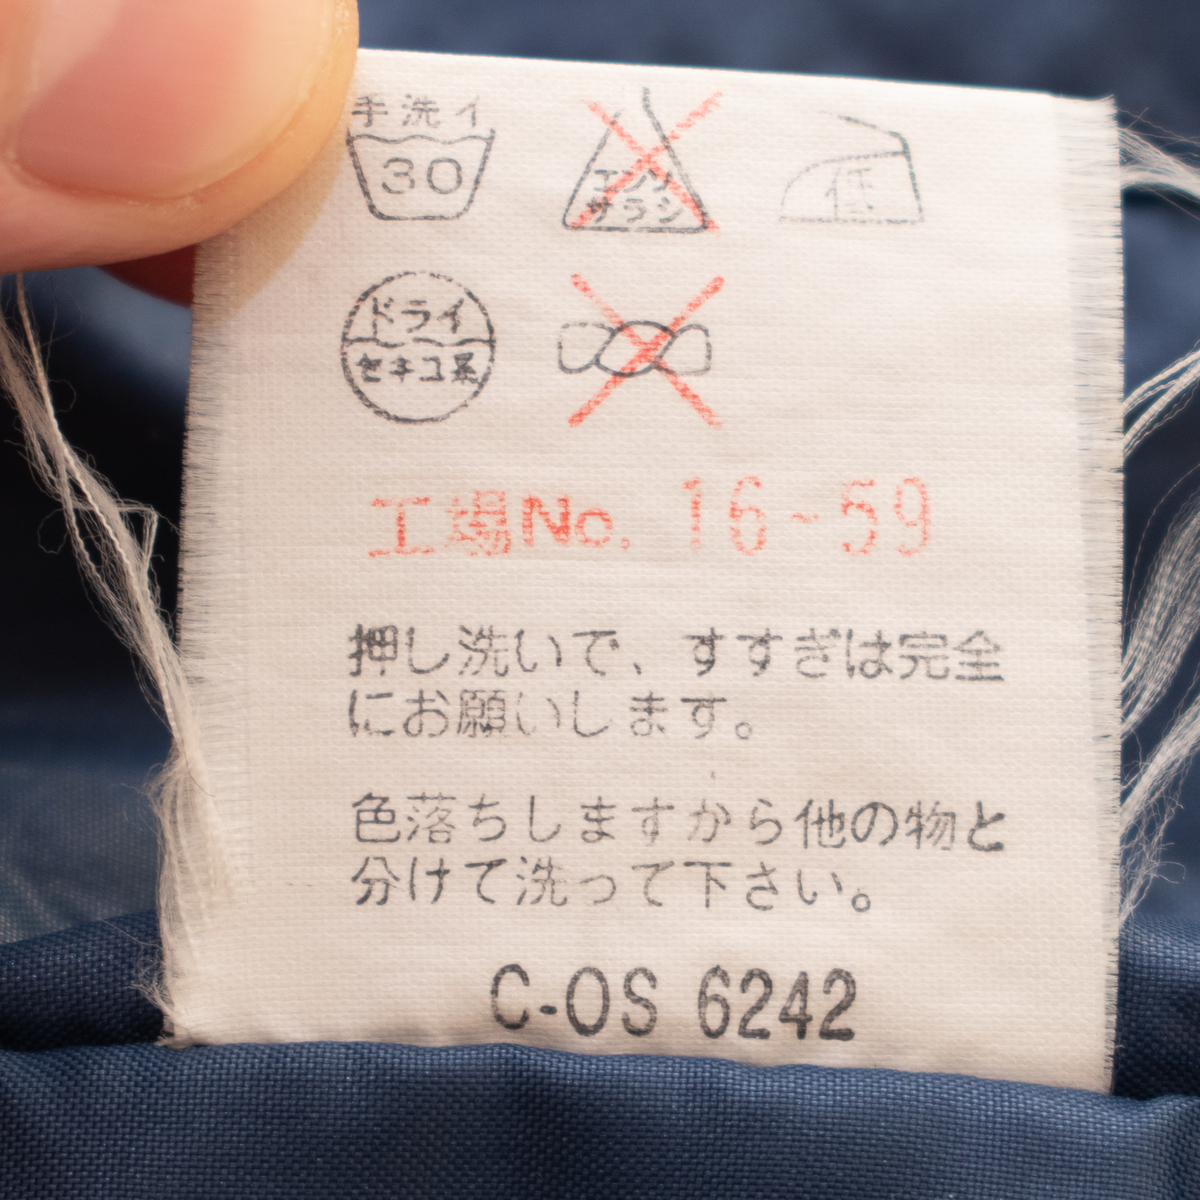 手洗イ
30
エンソ
サラシ
低
ドライ
セキユ系
工場No. 16-59
押し洗いで、すすぎは完全
にお願いします。
色落ちしますから他の物と
分けて洗って下さい。
C-OS 6242